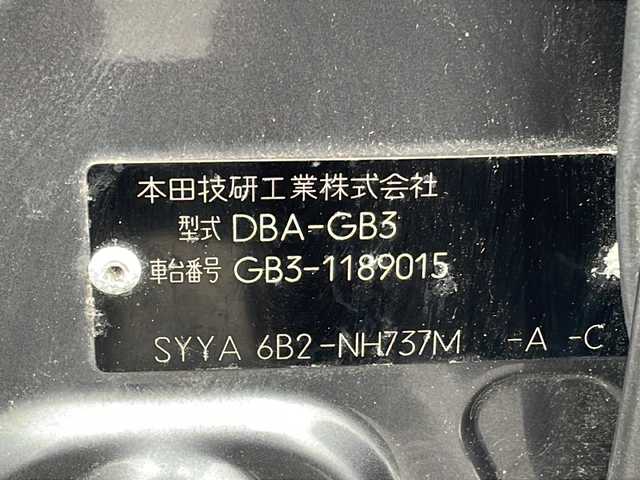 本田技研工業株式会社
型式 DBA-GB3
車台番号 GB3-1189015
SYYA 6B2-NH737M -A -C